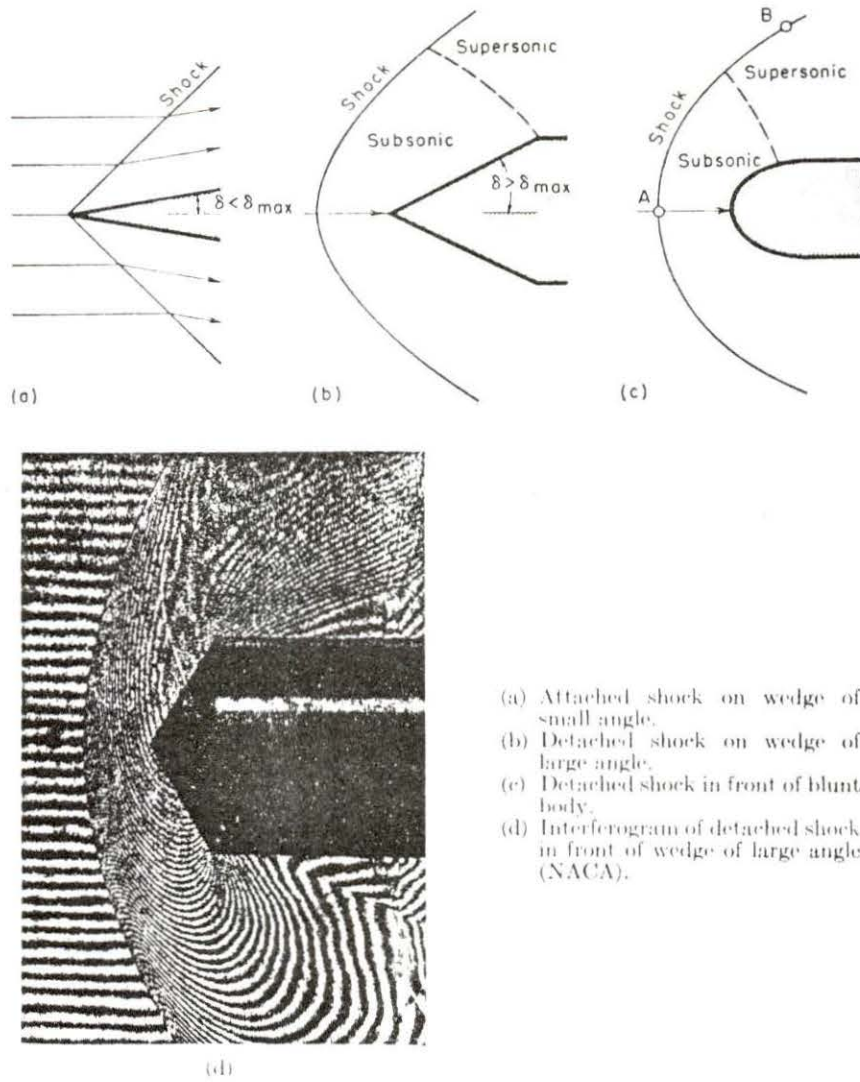 Shock
δ < δmax
(a)
Shock
Supersonic
Subsonic
δ > δmax
(b)
B
Shock
Supersonic
Subsonic
A
(c)
(d)
(a) Attached shock on wedge of
small angle.
(b) Detached shock on wedge of
large angle.
(c) Detached shock in front of blunt
body.
(d) Interferogram of detached shock
in front of wedge of large angle
(NACA).